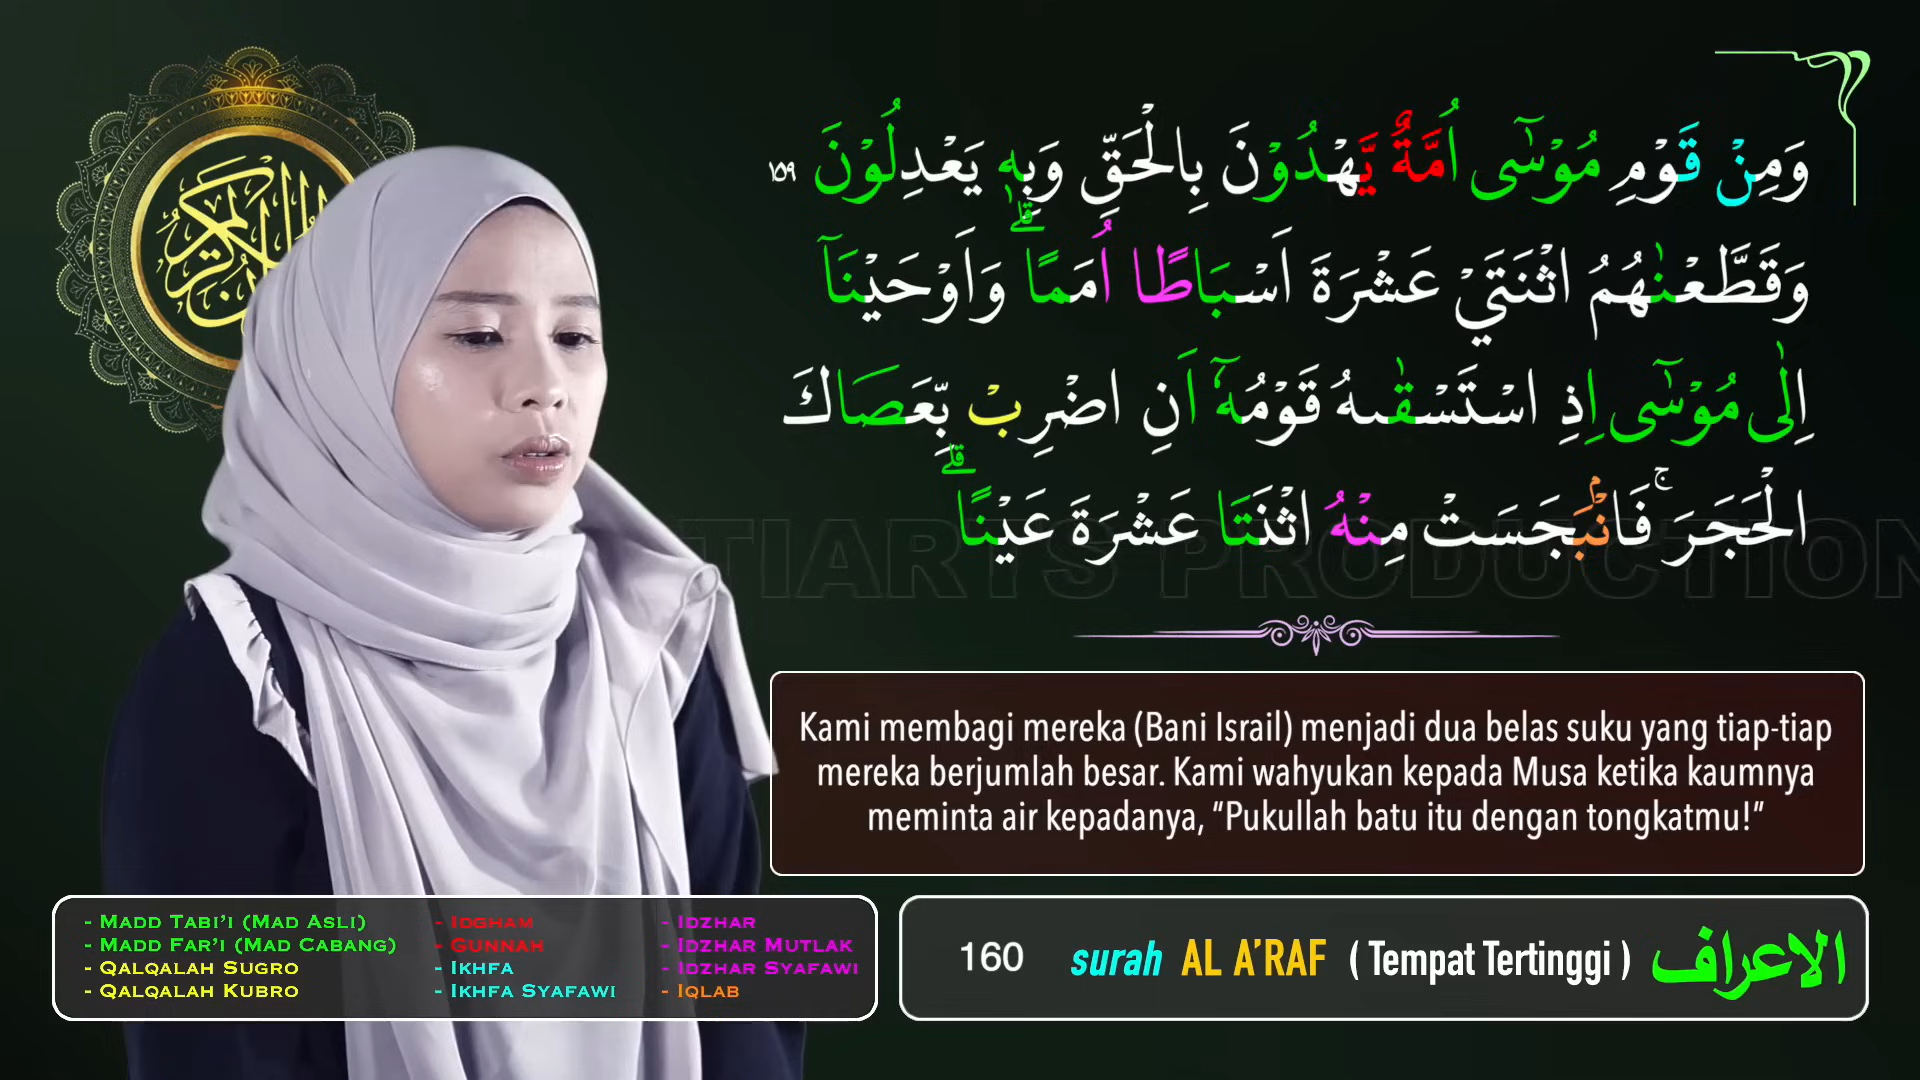 وَمِنْ قَوْمِ مُوْسٰٓى اُمَّةٌ يَّهْدُوْنَ بِالْحَقِّ وَبِهٖ يَعْدِلُوْنَ ١٥٩
وَقَطَّعْنٰهُمُ اثْنَتَيْ عَشْرَةَ اَسْبَاطًا اُمَمًاۗ وَاَوْحَيْنَآ
اِلٰى مُوْسٰٓى اِذِ اسْتَسْقٰىهُ قَوْمُهٗٓ اَنِ اضْرِبْ بِّعَصَاكَ
الْحَجَرَۚ فَانْۢبَجَسَتْ مِنْهُ اثْنَتَا عَشْرَةَ عَيْنًاۗ
TIARTS PRODUCTION
Kami membagi mereka (Bani Israil) menjadi dua belas suku yang tiap-tiap
mereka berjumlah besar. Kami wahyukan kepada Musa ketika kaumnya
meminta air kepadanya, “Pukullah batu itu dengan tongkatmu!”
- Madd Tabi’i (Mad Asli)
- Madd Far’i (Mad Cabang)
- Qalqalah Sugro
- Qalqalah Kubro
- Idgham
- Gunnah
- Ikhfa
- Ikhfa Syafawi
- Idzhar
- Idzhar Mutlak
- Idzhar Syafawi
- Iqlab
160 surah AL A’RAF ( Tempat Tertinggi ) الاعراف